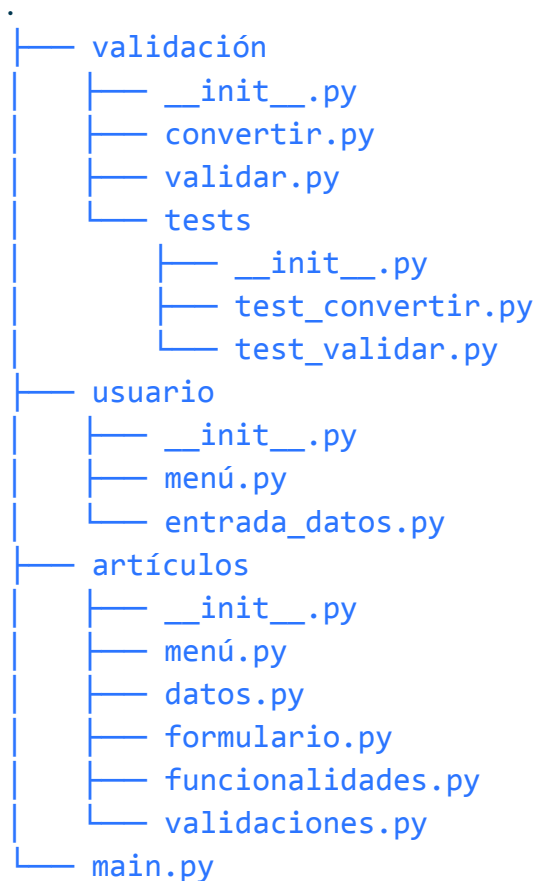 .
├── validación
│   ├── __init__.py
│   ├── convertir.py
│   ├── validar.py
│   └── tests
│       ├── __init__.py
│       ├── test_convertir.py
│       └── test_validar.py
├── usuario
│   ├── __init__.py
│   ├── menú.py
│   └── entrada_datos.py
├── artículos
│   ├── __init__.py
│   ├── menú.py
│   ├── datos.py
│   ├── formulario.py
│   ├── funcionalidades.py
│   └── validaciones.py
└── main.py